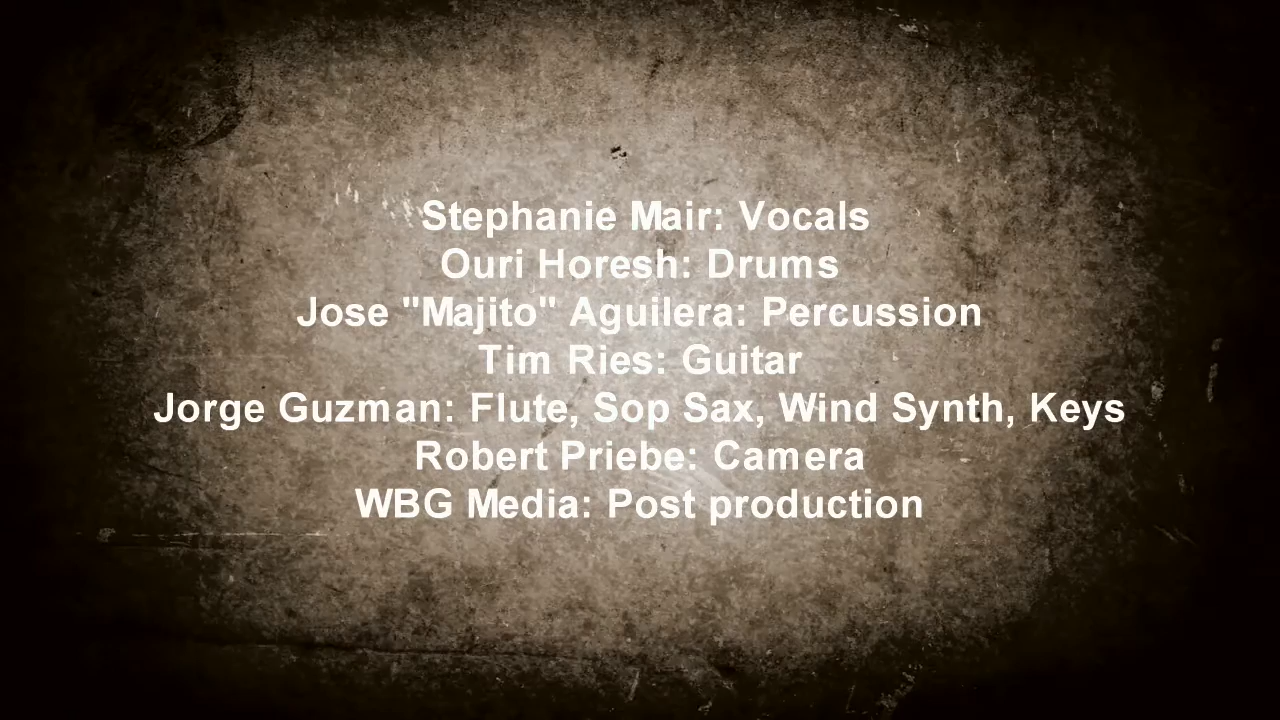 Stephanie Mair: Vocals
Ouri Horesh: Drums
Jose "Majito" Aguilera: Percussion
Tim Ries: Guitar
Jorge Guzman: Flute, Sop Sax, Wind Synth, Keys
Robert Priebe: Camera
WBG Media: Post production